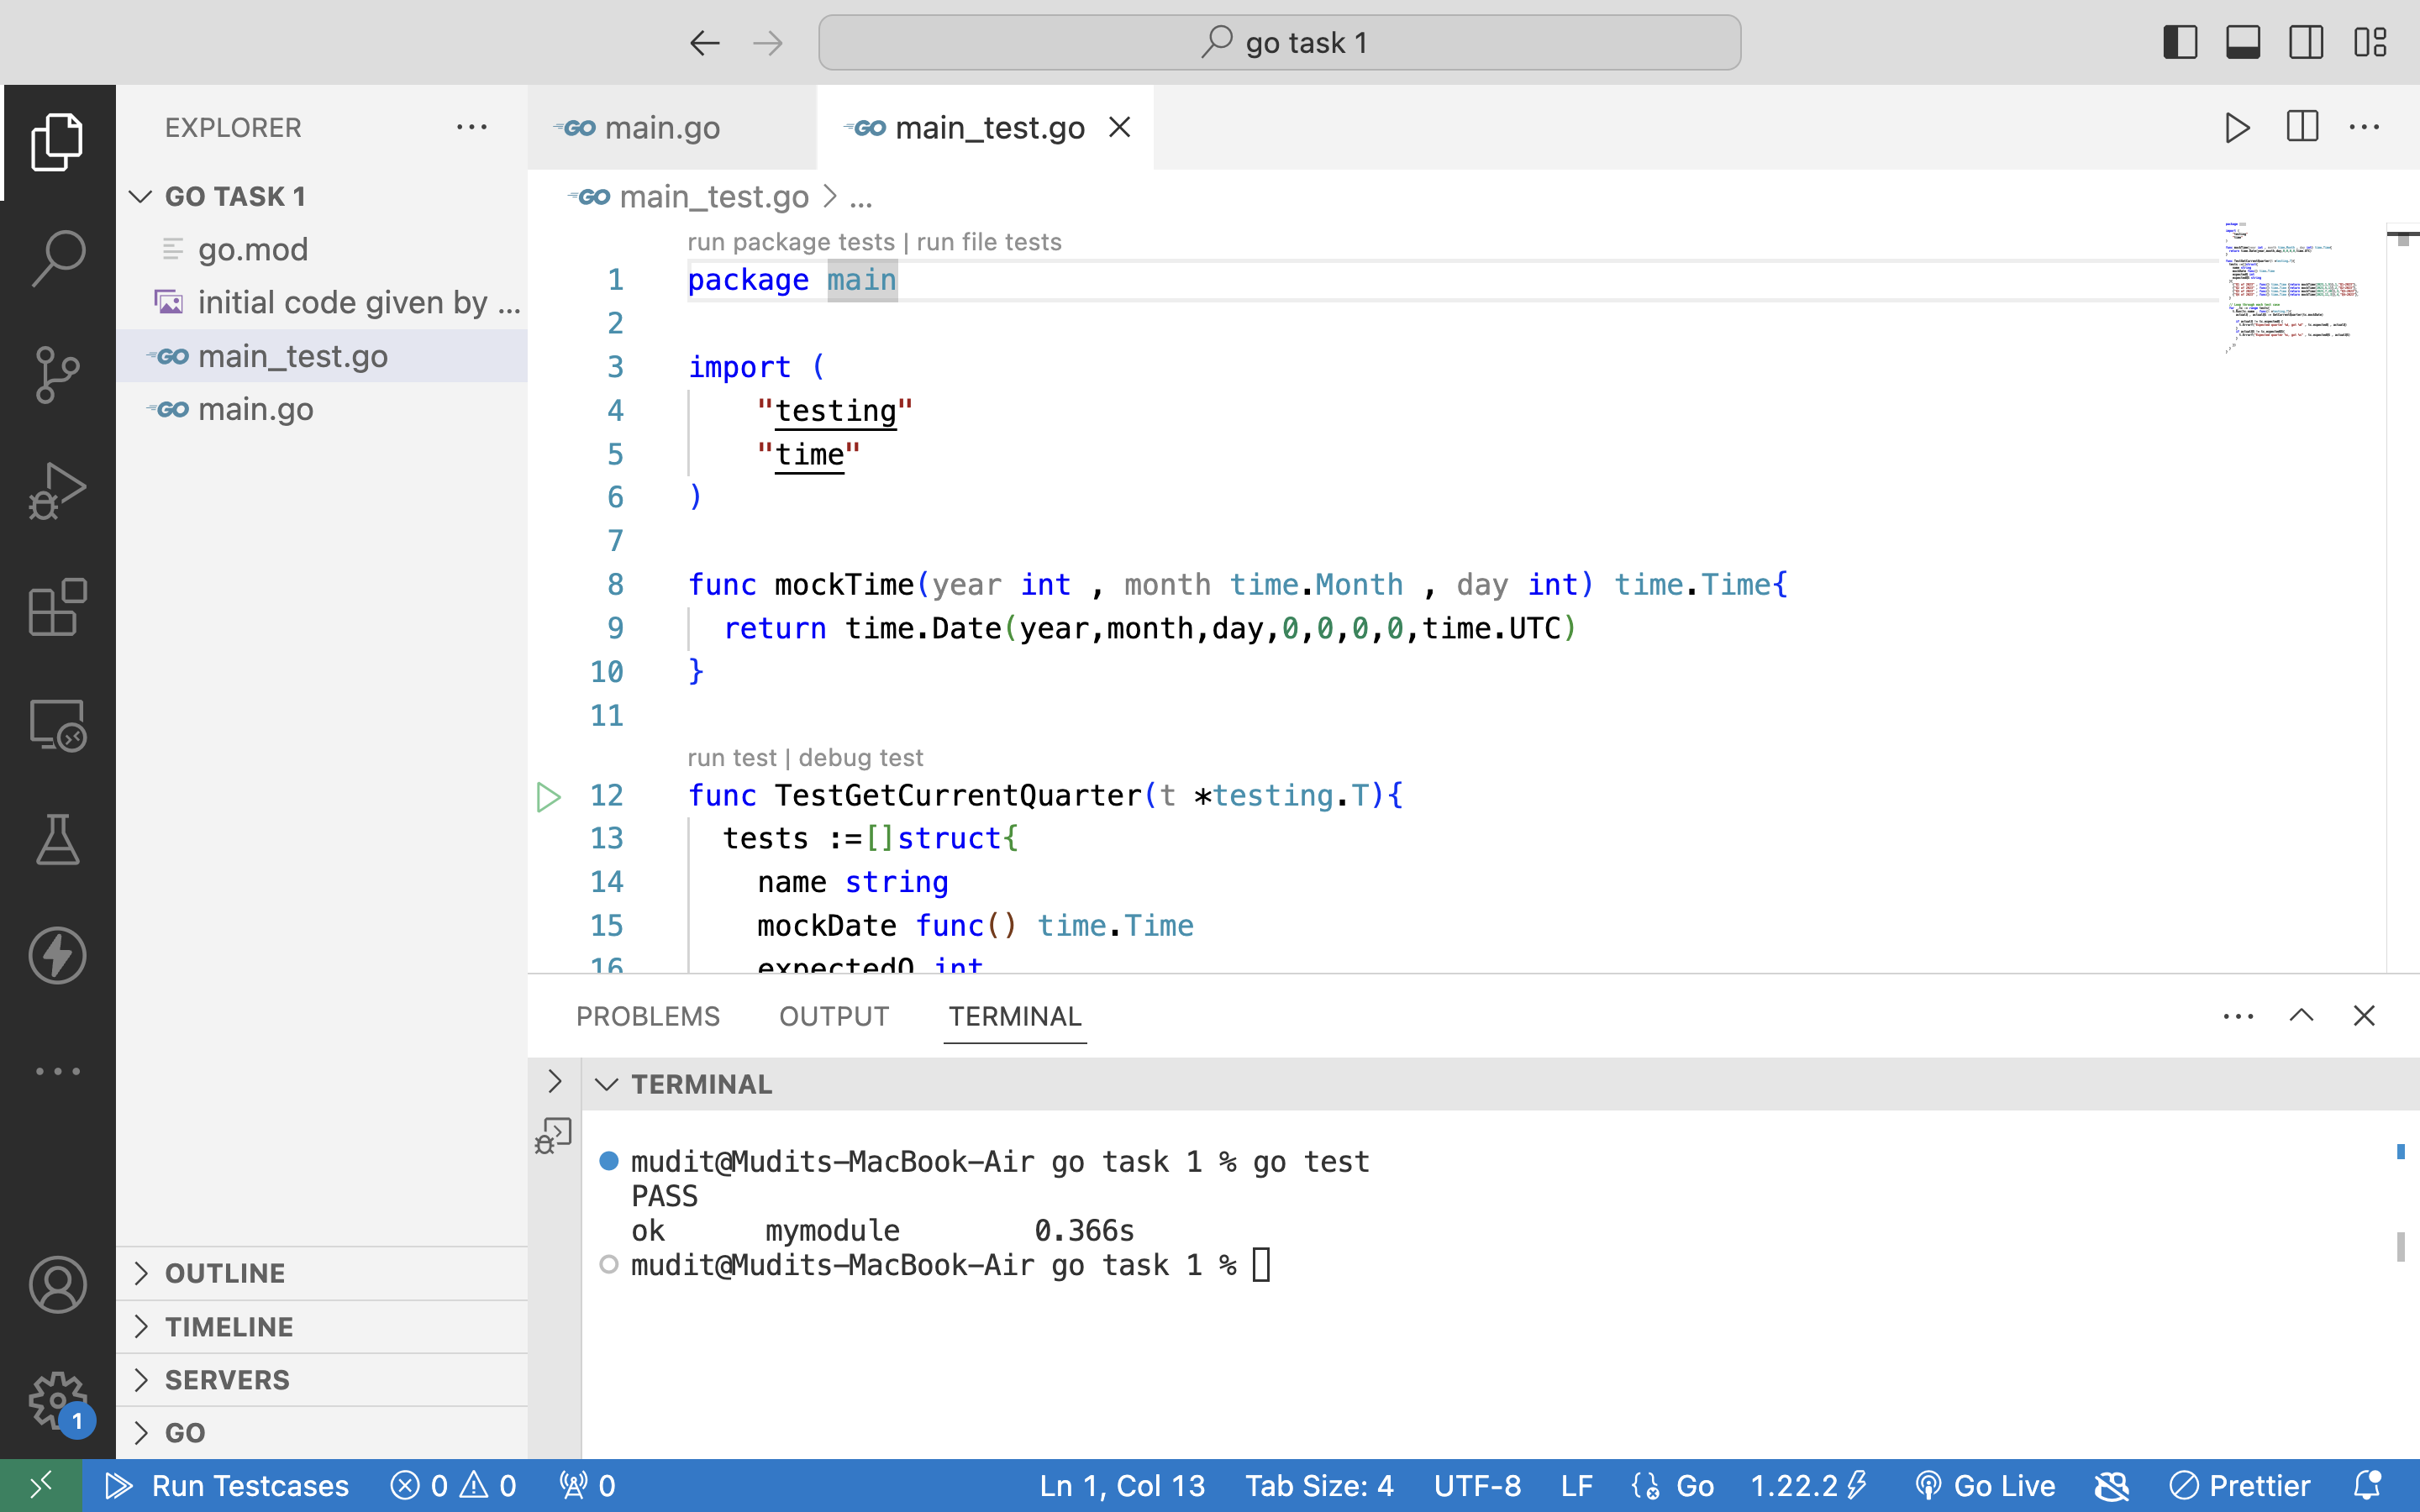 go task 1
EXPLORER
GO TASK 1
go.mod
initial code given by ...
main_test.go
main.go
OUTLINE
TIMELINE
SERVERS
GO
main.go
main_test.go
main_test.go > ...
run package tests | run file tests
1 package main
2
3 import (
4 "testing"
5 "time"
6 )
7
8 func mockTime(year int , month time.Month , day int) time.Time{
9 return time.Date(year,month,day,0,0,0,0,time.UTC)
10 }
11
run test | debug test
12 func TestGetCurrentQuarter(t *testing.T){
13 tests :=[]struct{
14 name string
15 mockDate func() time.Time
16 expectedQ int
PROBLEMS OUTPUT TERMINAL
TERMINAL
mudit@Mudits-MacBook-Air go task 1 % go test
PASS
ok mymodule 0.366s
mudit@Mudits-MacBook-Air go task 1 %
1
Run Testcases 0 0 0 Ln 1, Col 13 Tab Size: 4 UTF-8 LF Go 1.22.2 Go Live Prettier